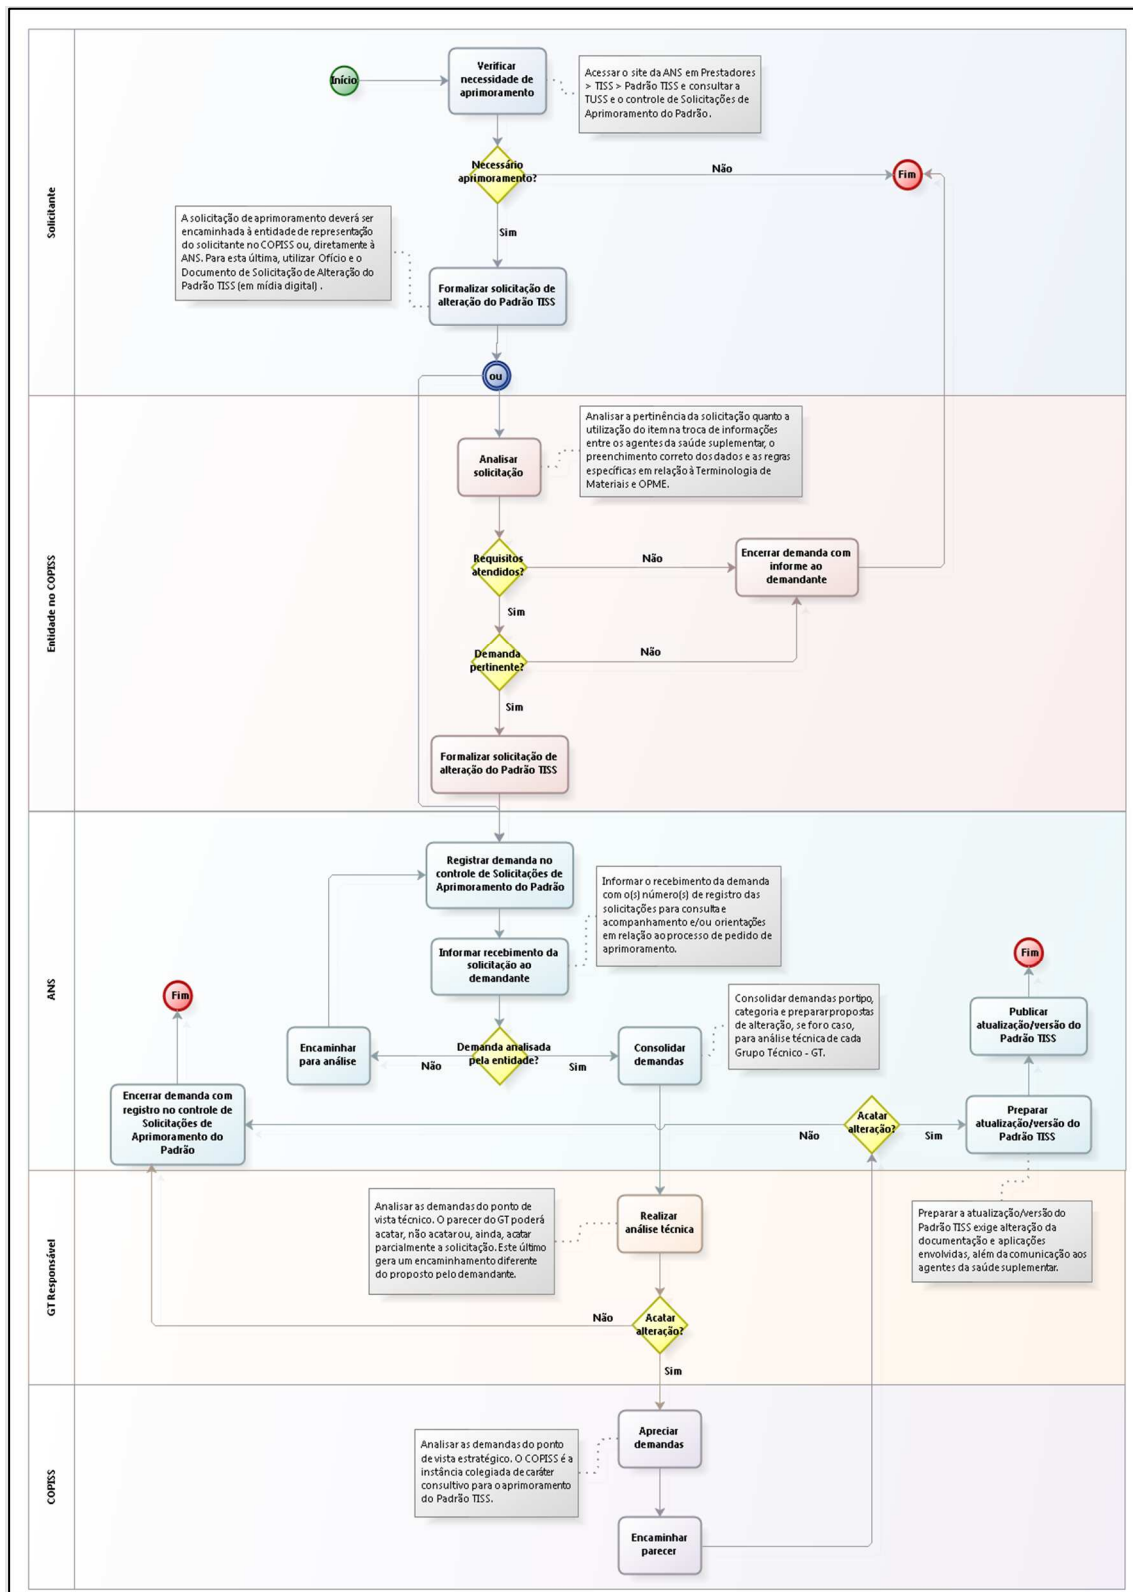 Solicitante
Início
Verificar
necessidade de
aprimoramento
Acessar o site da ANS em Prestadores
> TISS > Padrão TISS e consultar a
TUSS e o controle de Solicitações de
Aprimoramento do Padrão .
Necessário
aprimoramento?
Não
Fim
Sim
A solicitação de aprimoramento deverá ser
encaminhada à entidade de representação
do solicitante no COPISS ou, diretamente à
ANS. Para esta última, utilizar Ofício e o
Documento de Solicitação de Alteração do
Padrão TISS (em mídia digital) .
Formalizar solicitação de
alteração do Padrão TISS
ou
Entidade no COPISS
Analisar
solicitação
Analisar a pertinência da solicitação quanto a
utilização do item na troca de informações
entre os agentes da saúde suplementar, o
preenchimento correto dos dados e as regras
específicas em relação à Terminologia de
Materiais e OPME.
Requisitos
atendidos?
Não
Encerrar demanda com
informe ao
demandante
Sim
Demanda
pertinente?
Não
Sim
Formalizar solicitação de
alteração do Padrão TISS
ANS
Registrar demanda no
controle de Solicitações de
Aprimoramento do Padrão
Informar o recebimento da demanda
com o(s) número(s) de registro das
solicitações para consulta e
acompanhamento e/ou orientações
em relação ao processo de pedido de
aprimoramento.
Informar recebimento da
solicitação ao
demandante
Fim
Fim
Consolidar demandas por tipo,
categoria e preparar propostas
de alteração, se for o caso,
para análise técnica de cada
Grupo Técnico - GT.
Publicar
atualização/versão do
Padrão TISS
Encaminhar
para análise
Não
Demanda analisada
pela entidade?
Sim
Consolidar
demandas
Encerrar demanda com
registro no controle de
Solicitações de
Aprimoramento do
Padrão
Não
Acatar
alteração?
Sim
Preparar
atualização/versão do
Padrão TISS
GT Responsável
Analisar as demandas do ponto de
vista técnico. O parecer do GT poderá
acatar, não acatar ou, ainda, acatar
parcialmente a solicitação. Este último
gera um encaminhamento diferente
do proposto pelo demandante.
Realizar
análise técnica
Preparar a atualização/versão do
Padrão TISS exige alteração da
documentação e aplicações
envolvidas, além da comunicação aos
agentes da saúde suplementar.
Não
Acatar
alteração?
Sim
COPISS
Apreciar
demandas
Analisar as demandas do ponto
de vista estratégico. O COPISS é a
instância colegiada de caráter
consultivo para o aprimoramento
do Padrão TISS.
Encaminhar
parecer